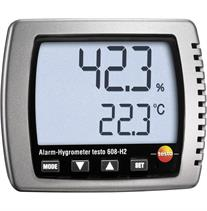 42.3
%
22.3°C
testo
Alarm-Hygrometer testo 608-H2
MODE ▼ ▲ SET